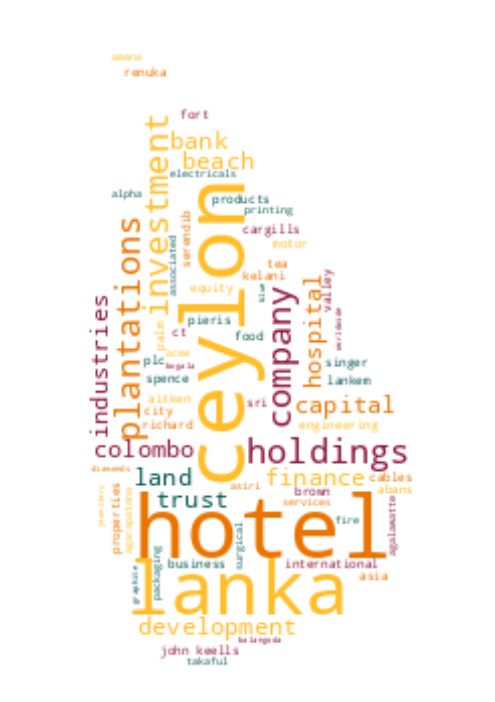 amana
renuka
fort
bank
beach
electricals
investment
alpha
products
printing
ceylon
plantations
serendib
associated
cargills
motor
tea
kelani
valley
equity
hospital
company
industries
palm
pieris
ct
food
acme
plc
bogala
singer
spence
lankem
aitken
city
sri
capital
richard
engineering
colombo
holdings
diamonds
land
finance
cables
asiri
brown
abans
trust
services
properties
agarapatana
hotel
fire
agalawatte
surgical
packaging
business
international
asia
graphite
lanka
development
balangoda
john keells
takaful